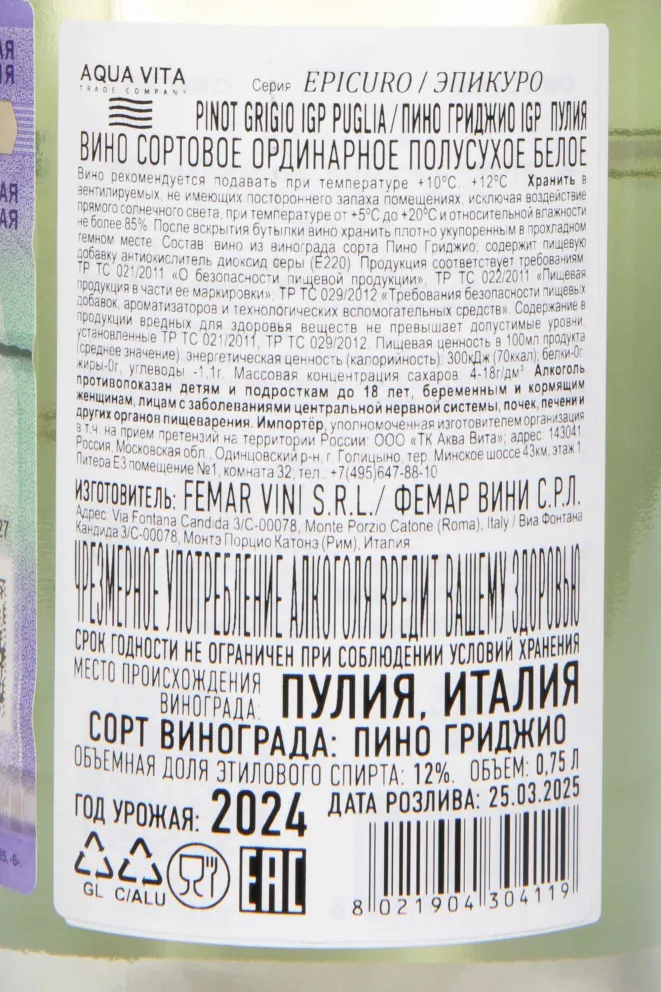 AQUA VITA
TRADE COMPANY
Серия EPICURO / ЭПИКУРО
PINOT GRIGIO IGP PUGLIA / ПИНО ГРИДЖИО IGP ПУЛИЯ
ВИНО СОРТОВОЕ ОРДИНАРНОЕ ПОЛУСУХОЕ БЕЛОЕ
Вино рекомендуется подавать при температуре +10°C...+12°C Хранить в
вентилируемых, не имеющих постороннего запаха помещениях, исключая воздействие
прямого солнечного света, при температуре от +5°C до +20°C и относительной влажности
не более 85%. После вскрытия бутылки вино хранить плотно укупоренным в прохладном
темном месте. Состав: вино из винограда сорта Пино Гриджио; содержит пищевую
добавку антиокислитель диоксид серы (Е220). Продукция соответствует требованиям
ТР ТС 021/2011 «О безопасности пищевой продукции», ТР ТС 022/2011 «Пищевая
продукция в части ее маркировки», ТР ТС 029/2012 «Требования безопасности пищевых
добавок, ароматизаторов и технологических вспомогательных средств». Содержание в
продукции вредных для здоровья веществ не превышает допустимые уровни,
установленные ТР ТС 021/2011, ТР ТС 029/2012. Пищевая ценность в 100мл продукта
(среднее значение): энергетическая ценность (калорийность): 300кДж (70ккал); белки-0г,
жиры-0г, углеводы -1,1г. Массовая концентрация сахаров: 4-18г/дм³ Алкоголь
противопоказан детям и подросткам до 18 лет, беременным и кормящим
женщинам, лицам с заболеваниями центральной нервной системы, почек, печени и
других органов пищеварения. Импортёр, уполномоченная изготовителем организация
в т.ч. на прием претензий на территории России: ООО «ТК Аква Вита»; адрес: 143041,
Россия, Московская обл., Одинцовский р-н, г. Голицыно, тер. Минское шоссе 43км, этаж 1
Литера Е3 помещение №1, комната 32; тел.: +7(495)647-88-10
ИЗГОТОВИТЕЛЬ: FEMAR VINI S.R.L./ ФЕМАР ВИНИ С.Р.Л.
Адрес: Via Fontana Candida 3/C-00078, Monte Porzio Catone (Roma), Italy / Виа Фонтана
Кандида 3/С-00078, Монтэ Порцио Катонэ (Рим), Италия.
ЧРЕЗМЕРНОЕ УПОТРЕБЛЕНИЕ АЛКОГОЛЯ ВРЕДИТ ВАШЕМУ ЗДОРОВЬЮ
СРОК ГОДНОСТИ НЕ ОГРАНИЧЕН ПРИ СОБЛЮДЕНИИ УСЛОВИЙ ХРАНЕНИЯ
МЕСТО ПРОИСХОЖДЕНИЯ
ВИНОГРАДА: ПУЛИЯ, ИТАЛИЯ
СОРТ ВИНОГРАДА: ПИНО ГРИДЖИО
ОБЪЕМНАЯ ДОЛЯ ЭТИЛОВОГО СПИРТА: 12%. ОБЪЕМ: 0,75 Л
ГОД УРОЖАЯ: 2024 ДАТА РОЗЛИВА: 25.03.2025
GL C/ALU EAC
8 021904 304119
27